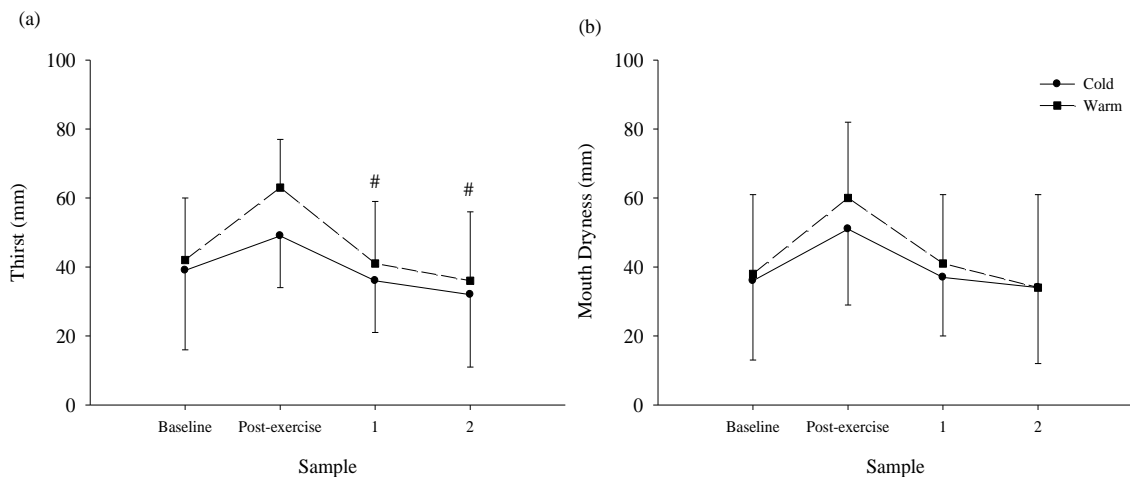 (a)
Thirst (mm)
100
80
60
40
20
0
# #
Baseline Post-exercise 1 2
Sample
(b)
Mouth Dryness (mm)
100
80
60
40
20
0
Cold
Warm
Baseline Post-exercise 1 2
Sample